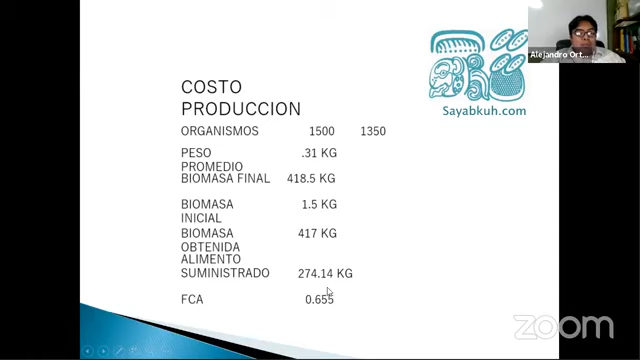 Alejandro Ort...
Sayabkuh.com
COSTO
PRODUCCION
ORGANISMOS 1500 1350
PESO .31 KG
PROMEDIO
BIOMASA FINAL 418.5 KG
BIOMASA 1.5 KG
INICIAL
BIOMASA 417 KG
OBTENIDA
ALIMENTO
SUMINISTRADO 274.14 KG
FCA 0.655
zoom